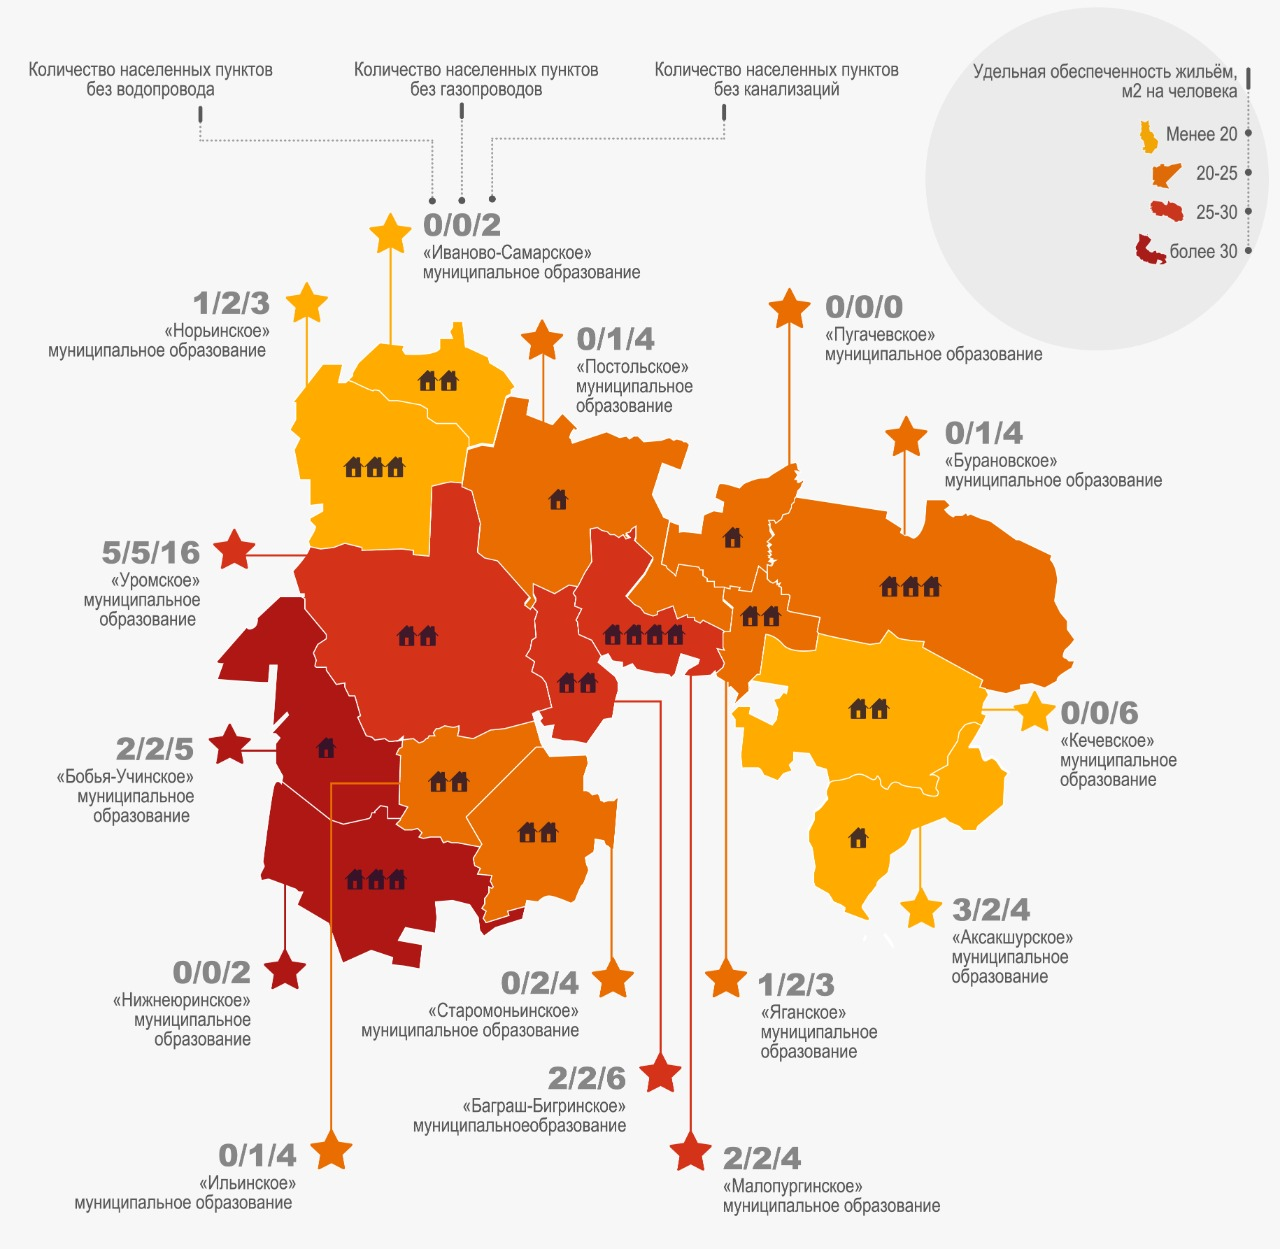 Количество населенных пунктов
без водопровода
Количество населенных пунктов
без газопроводов
Количество населенных пунктов
без канализаций
Удельная обеспеченность жильём,
м2 на человека
Менее 20
20-25
25-30
более 30
0/0/2
«Иваново-Самарское»
муниципальное образование
1/2/3
«Норьинское»
муниципальное образование
0/1/4
«Постольское»
муниципальное
образование
0/0/0
«Пугачевское»
муниципальное образование
0/1/4
«Бурановское»
муниципальное образование
5/5/16
«Уромское»
муниципальное
образование
2/2/5
«Бобья-Учинское»
муниципальное
образование
0/0/6
«Кечевское»
муниципальное
образование
3/2/4
«Аксакшурское»
муниципальное
образование
0/0/2
«Нижнеюринское»
муниципальное
образование
0/2/4
«Старомоньинское»
муниципальное образование
1/2/3
«Яганское»
муниципальное
образование
2/2/6
«Баграш-Бигринское»
муниципальноеобразование
0/1/4
«Ильинское»
муниципальное образование
2/2/4
«Малопургинское»
муниципальное образование